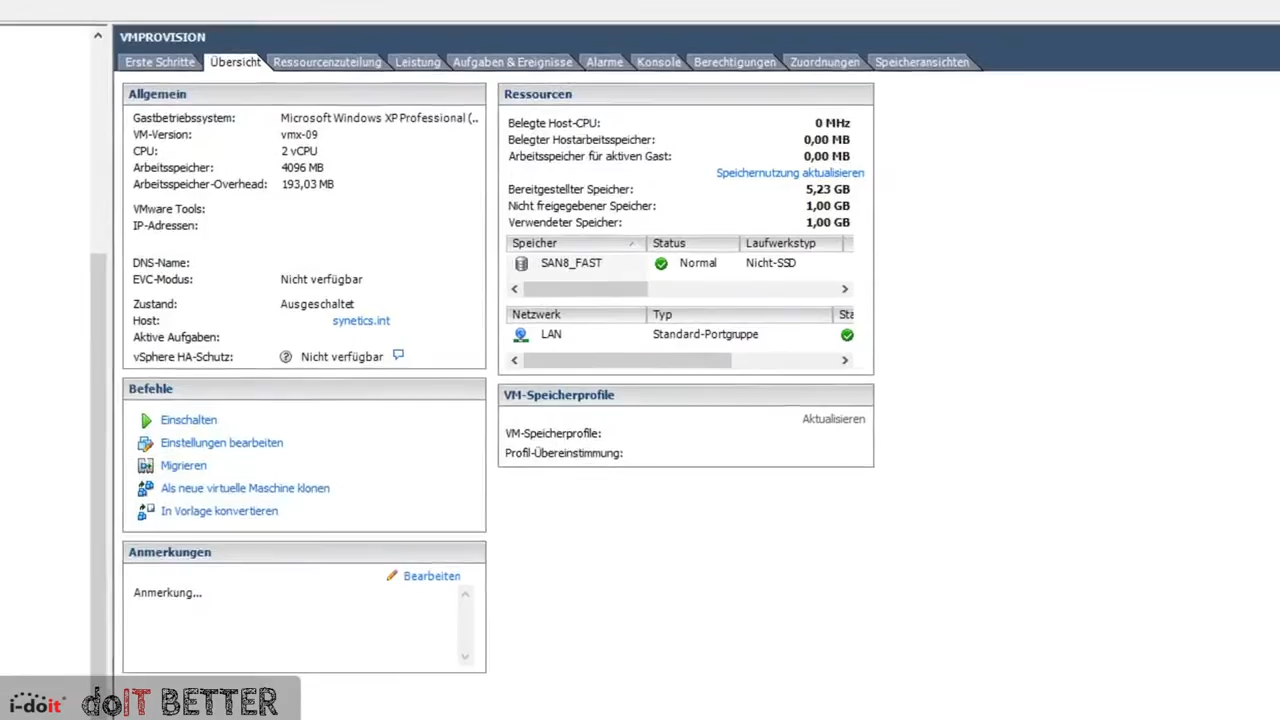 VMPROVISION
Erste Schritte Übersicht Ressourcenzuteilung Leistung Aufgaben & Ereignisse Alarme Konsole Berechtigungen Zuordnungen Speicheransichten
Allgemein
Gastbetriebssystem: Microsoft Windows XP Professional (..
VM-Version: vmx-09
CPU: 2 vCPU
Arbeitsspeicher: 4096 MB
Arbeitsspeicher-Overhead: 193,03 MB
VMware Tools:
IP-Adressen:
DNS-Name:
EVC-Modus: Nicht verfügbar
Zustand: Ausgeschaltet
Host: synetics.int
Aktive Aufgaben:
vSphere HA-Schutz: Nicht verfügbar
Befehle
Einschalten
Einstellungen bearbeiten
Migrieren
Als neue virtuelle Maschine klonen
In Vorlage konvertieren
Anmerkungen
Bearbeiten
Anmerkung...
Ressourcen
Belegte Host-CPU: 0 MHz
Belegter Hostarbeitsspeicher: 0,00 MB
Arbeitsspeicher für aktiven Gast: 0,00 MB
Speichernutzung aktualisieren
Bereitgestellter Speicher: 5,23 GB
Nicht freigegebener Speicher: 1,00 GB
Verwendeter Speicher: 1,00 GB
Speicher Status Laufwerkstyp
SAN8_FAST Normal Nicht-SSD
Netzwerk Typ Sta
LAN Standard-Portgruppe
VM-Speicherprofile
Aktualisieren
VM-Speicherprofile:
Profil-Übereinstimmung:
i-doit doIT BETTER